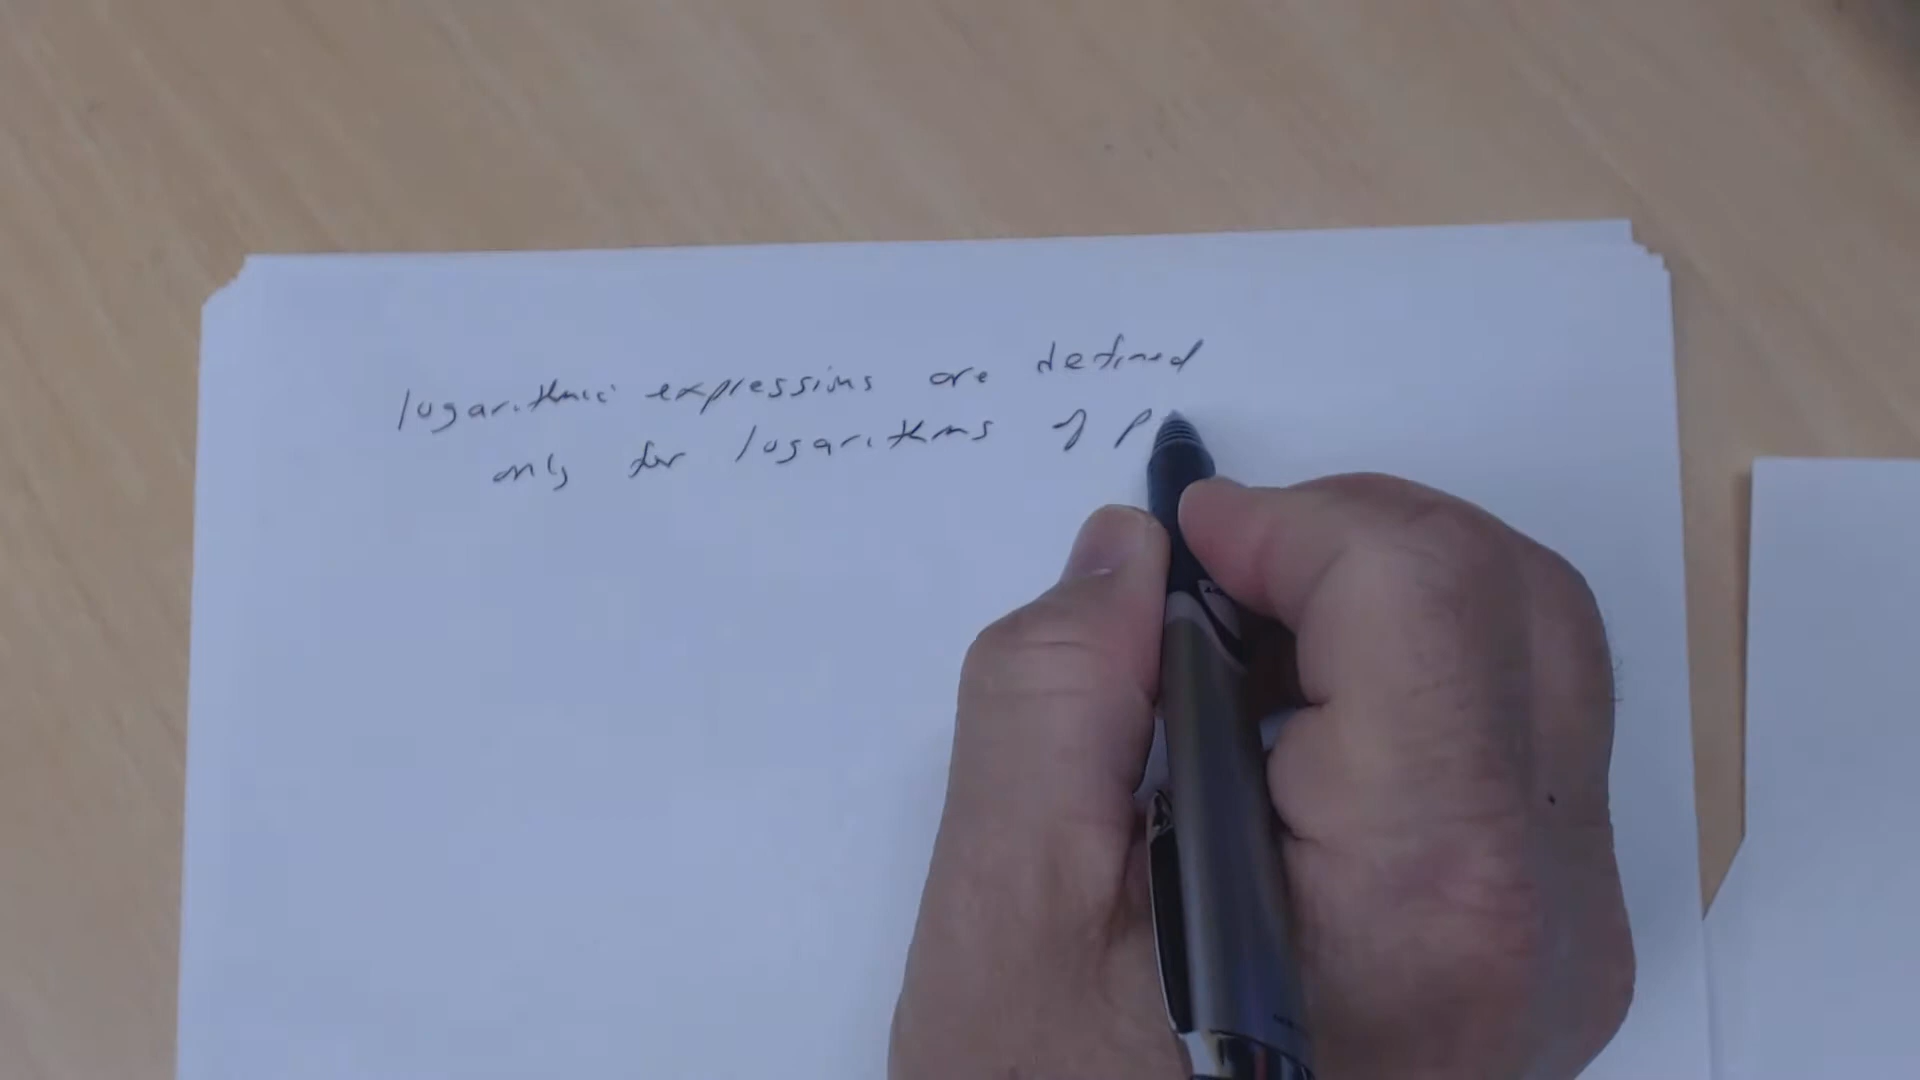 logarithmic expressions are defined
only for logarithms of p